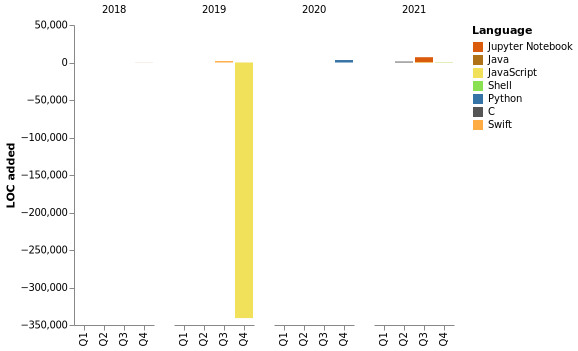 2018 2019 2020 2021
Language
Jupyter Notebook
Java
JavaScript
Shell
Python
C
Swift
LOC added
50,000
0
−50,000
−100,000
−150,000
−200,000
−250,000
−300,000
−350,000
Q1 Q2 Q3 Q4 Q1 Q2 Q3 Q4 Q1 Q2 Q3 Q4 Q1 Q2 Q3 Q4